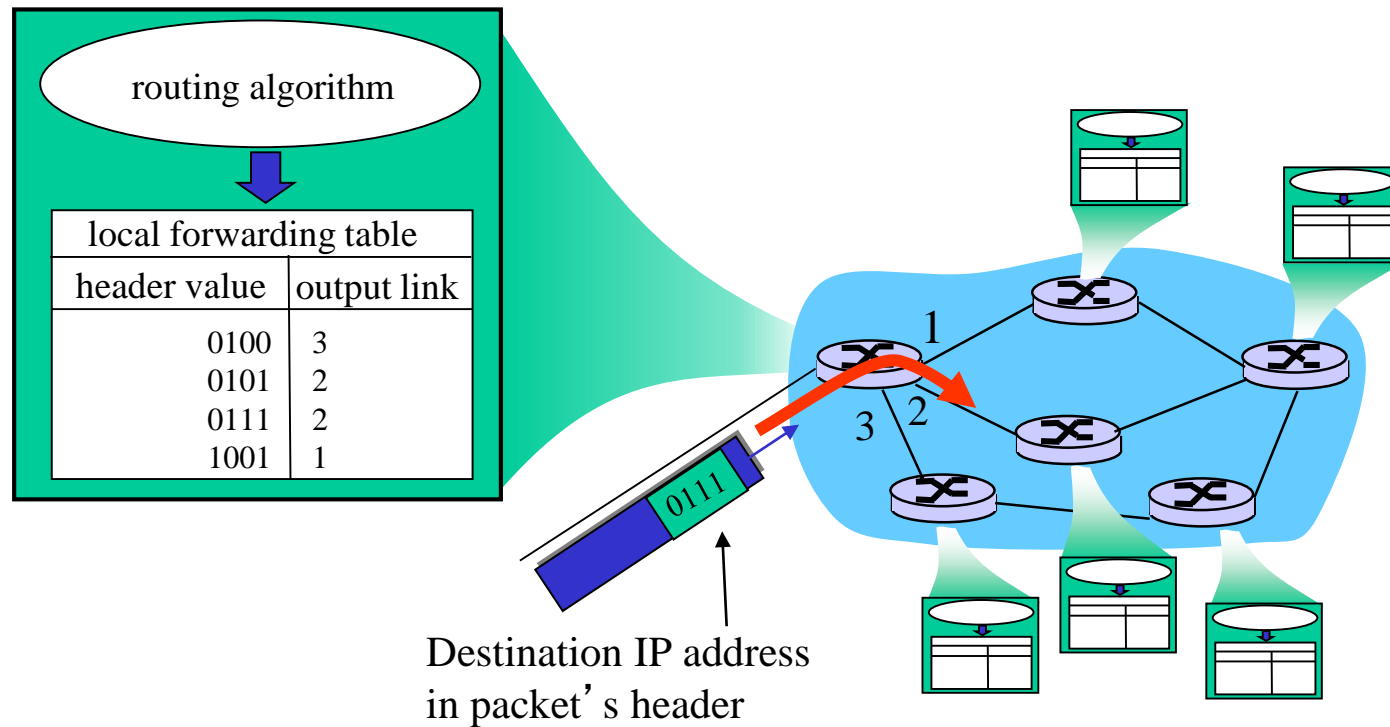 routing algorithm
local forwarding table
header value output link
0100 3
0101 2
0111 2
1001 1
1
2
3
0111
Destination IP address
in packet’s header